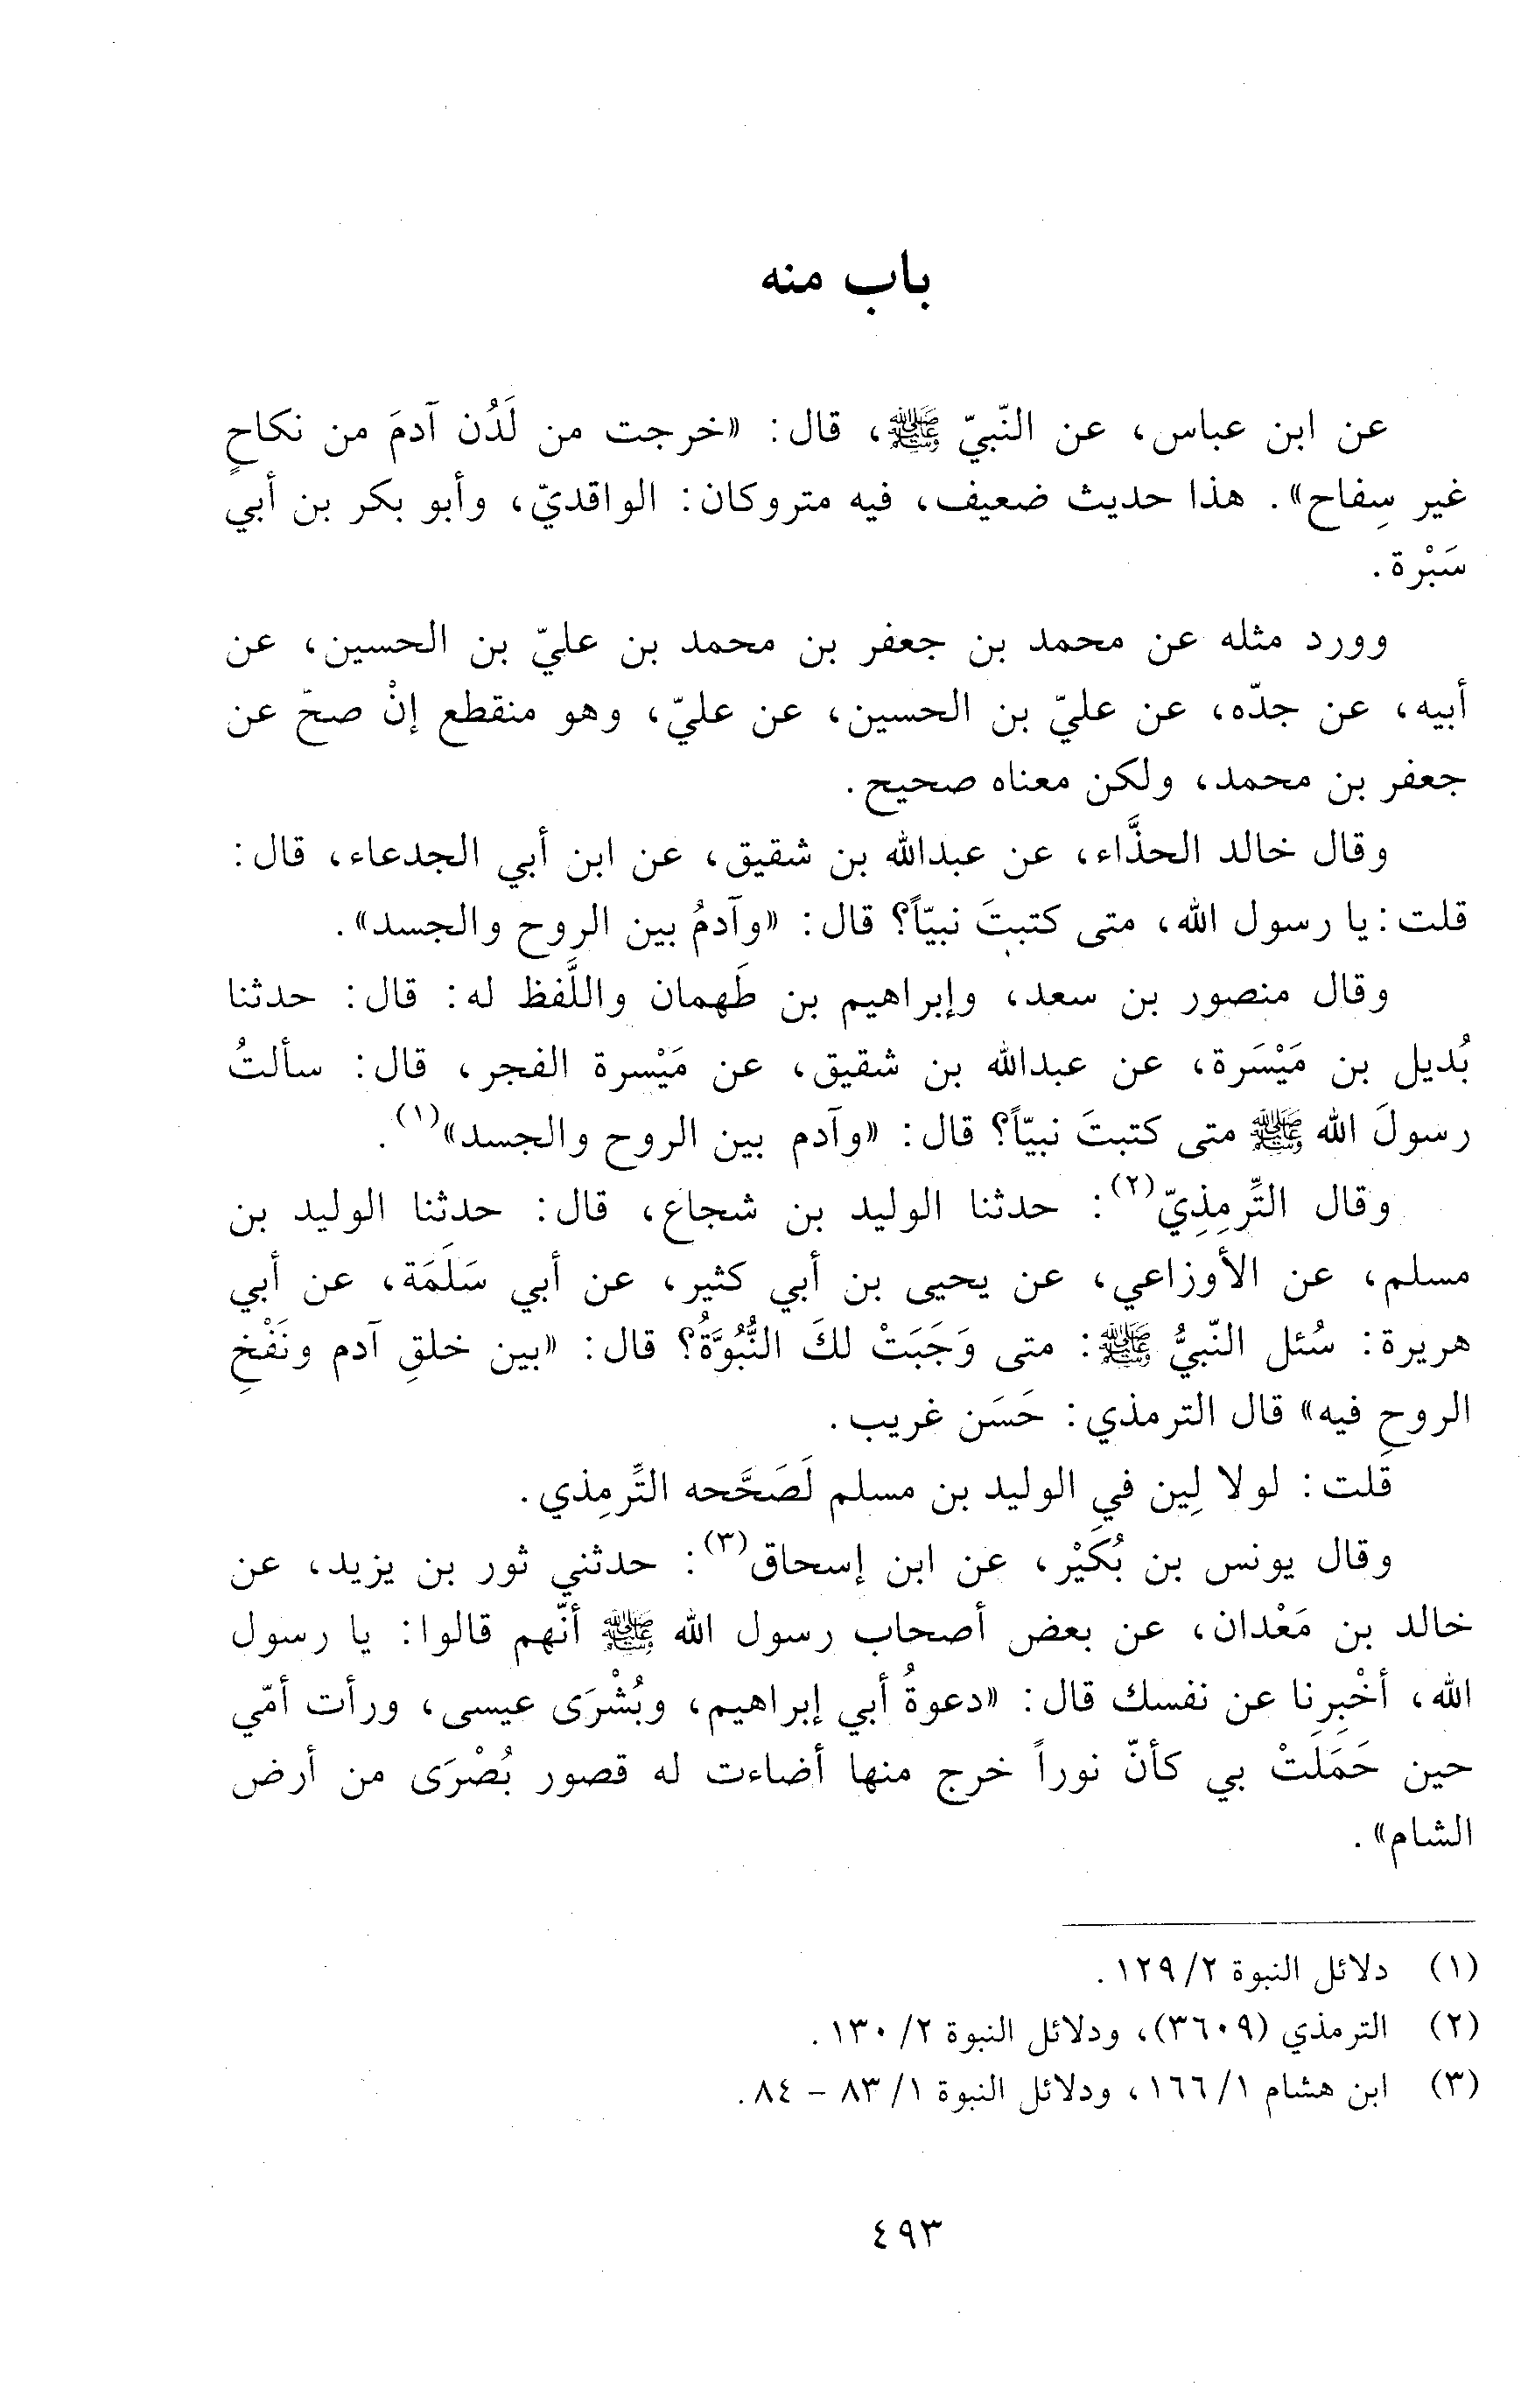 باب منه
عن ابن عباس، عن النّبيّ ﷺ، قال: «خرجت من لَدُن آدمَ من نكاحٍ
غير سِفاح». هذا حديث ضعيف، فيه متروكان: الواقديّ، وأبو بكر بن أبي
سَبْرة.
وورد مثله عن محمد بن جعفر بن محمد بن عليّ بن الحسين، عن
أبيه، عن جدّه، عن عليّ بن الحسين، عن عليّ، وهو منقطع إنْ صحّ عن
جعفر بن محمد، ولكن معناه صحيح.
وقال خالد الحذَّاء، عن عبدالله بن شقيق، عن ابن أبي الجدعاء، قال:
قلت: يا رسول الله، متى كتبتَ نبيّاً؟ قال: «وآدمُ بين الروح والجسد».
وقال منصور بن سعد، وإبراهيم بن طَهمان واللَّفظ له: قال: حدثنا
بُديل بن مَيْسَرة، عن عبدالله بن شقيق، عن مَيْسرة الفجر، قال: سألتُ
رسولَ الله ﷺ متى كتبتَ نبيّاً؟ قال: «وآدم بين الروح والجسد»(١).
وقال التِّرمِذِيّ(٢): حدثنا الوليد بن شجاع، قال: حدثنا الوليد بن
مسلم، عن الأوزاعي، عن يحيى بن أبي كثير، عن أبي سَلَمَة، عن أبي
هريرة: سُئل النّبيُّ ﷺ: متى وَجَبَتْ لكَ النُّبُوَّةُ؟ قال: «بين خلقِ آدم ونَفْخِ
الروحِ فيه» قال الترمذي: حَسَن غريب.
قَلت: لولا لِين في الوليد بن مسلم لَصَحَّحه التِّرمِذي.
وقال يونس بن بُكَيْر، عن ابن إسحاق(٣): حدثني ثور بن يزيد، عن
خالد بن مَعْدان، عن بعض أصحاب رسول الله ﷺ أنّهم قالوا: يا رسول
الله، أخْبِرنا عن نفسك قال: «دعوةُ أبي إبراهيم، وبُشْرَى عيسى، ورأت أمّي
حين حَمَلَتْ بي كأنّ نوراً خرج منها أضاءت له قصور بُصْرَى من أرض
الشام».
(١) دلائل النبوة ٢/ ١٢٩.
(٢) الترمذي (٣٦٠٩)، ودلائل النبوة ٢/ ١٣٠.
(٣) ابن هشام ١/ ١٦٦، ودلائل النبوة ١/ ٨٣ - ٨٤.
٤٩٣